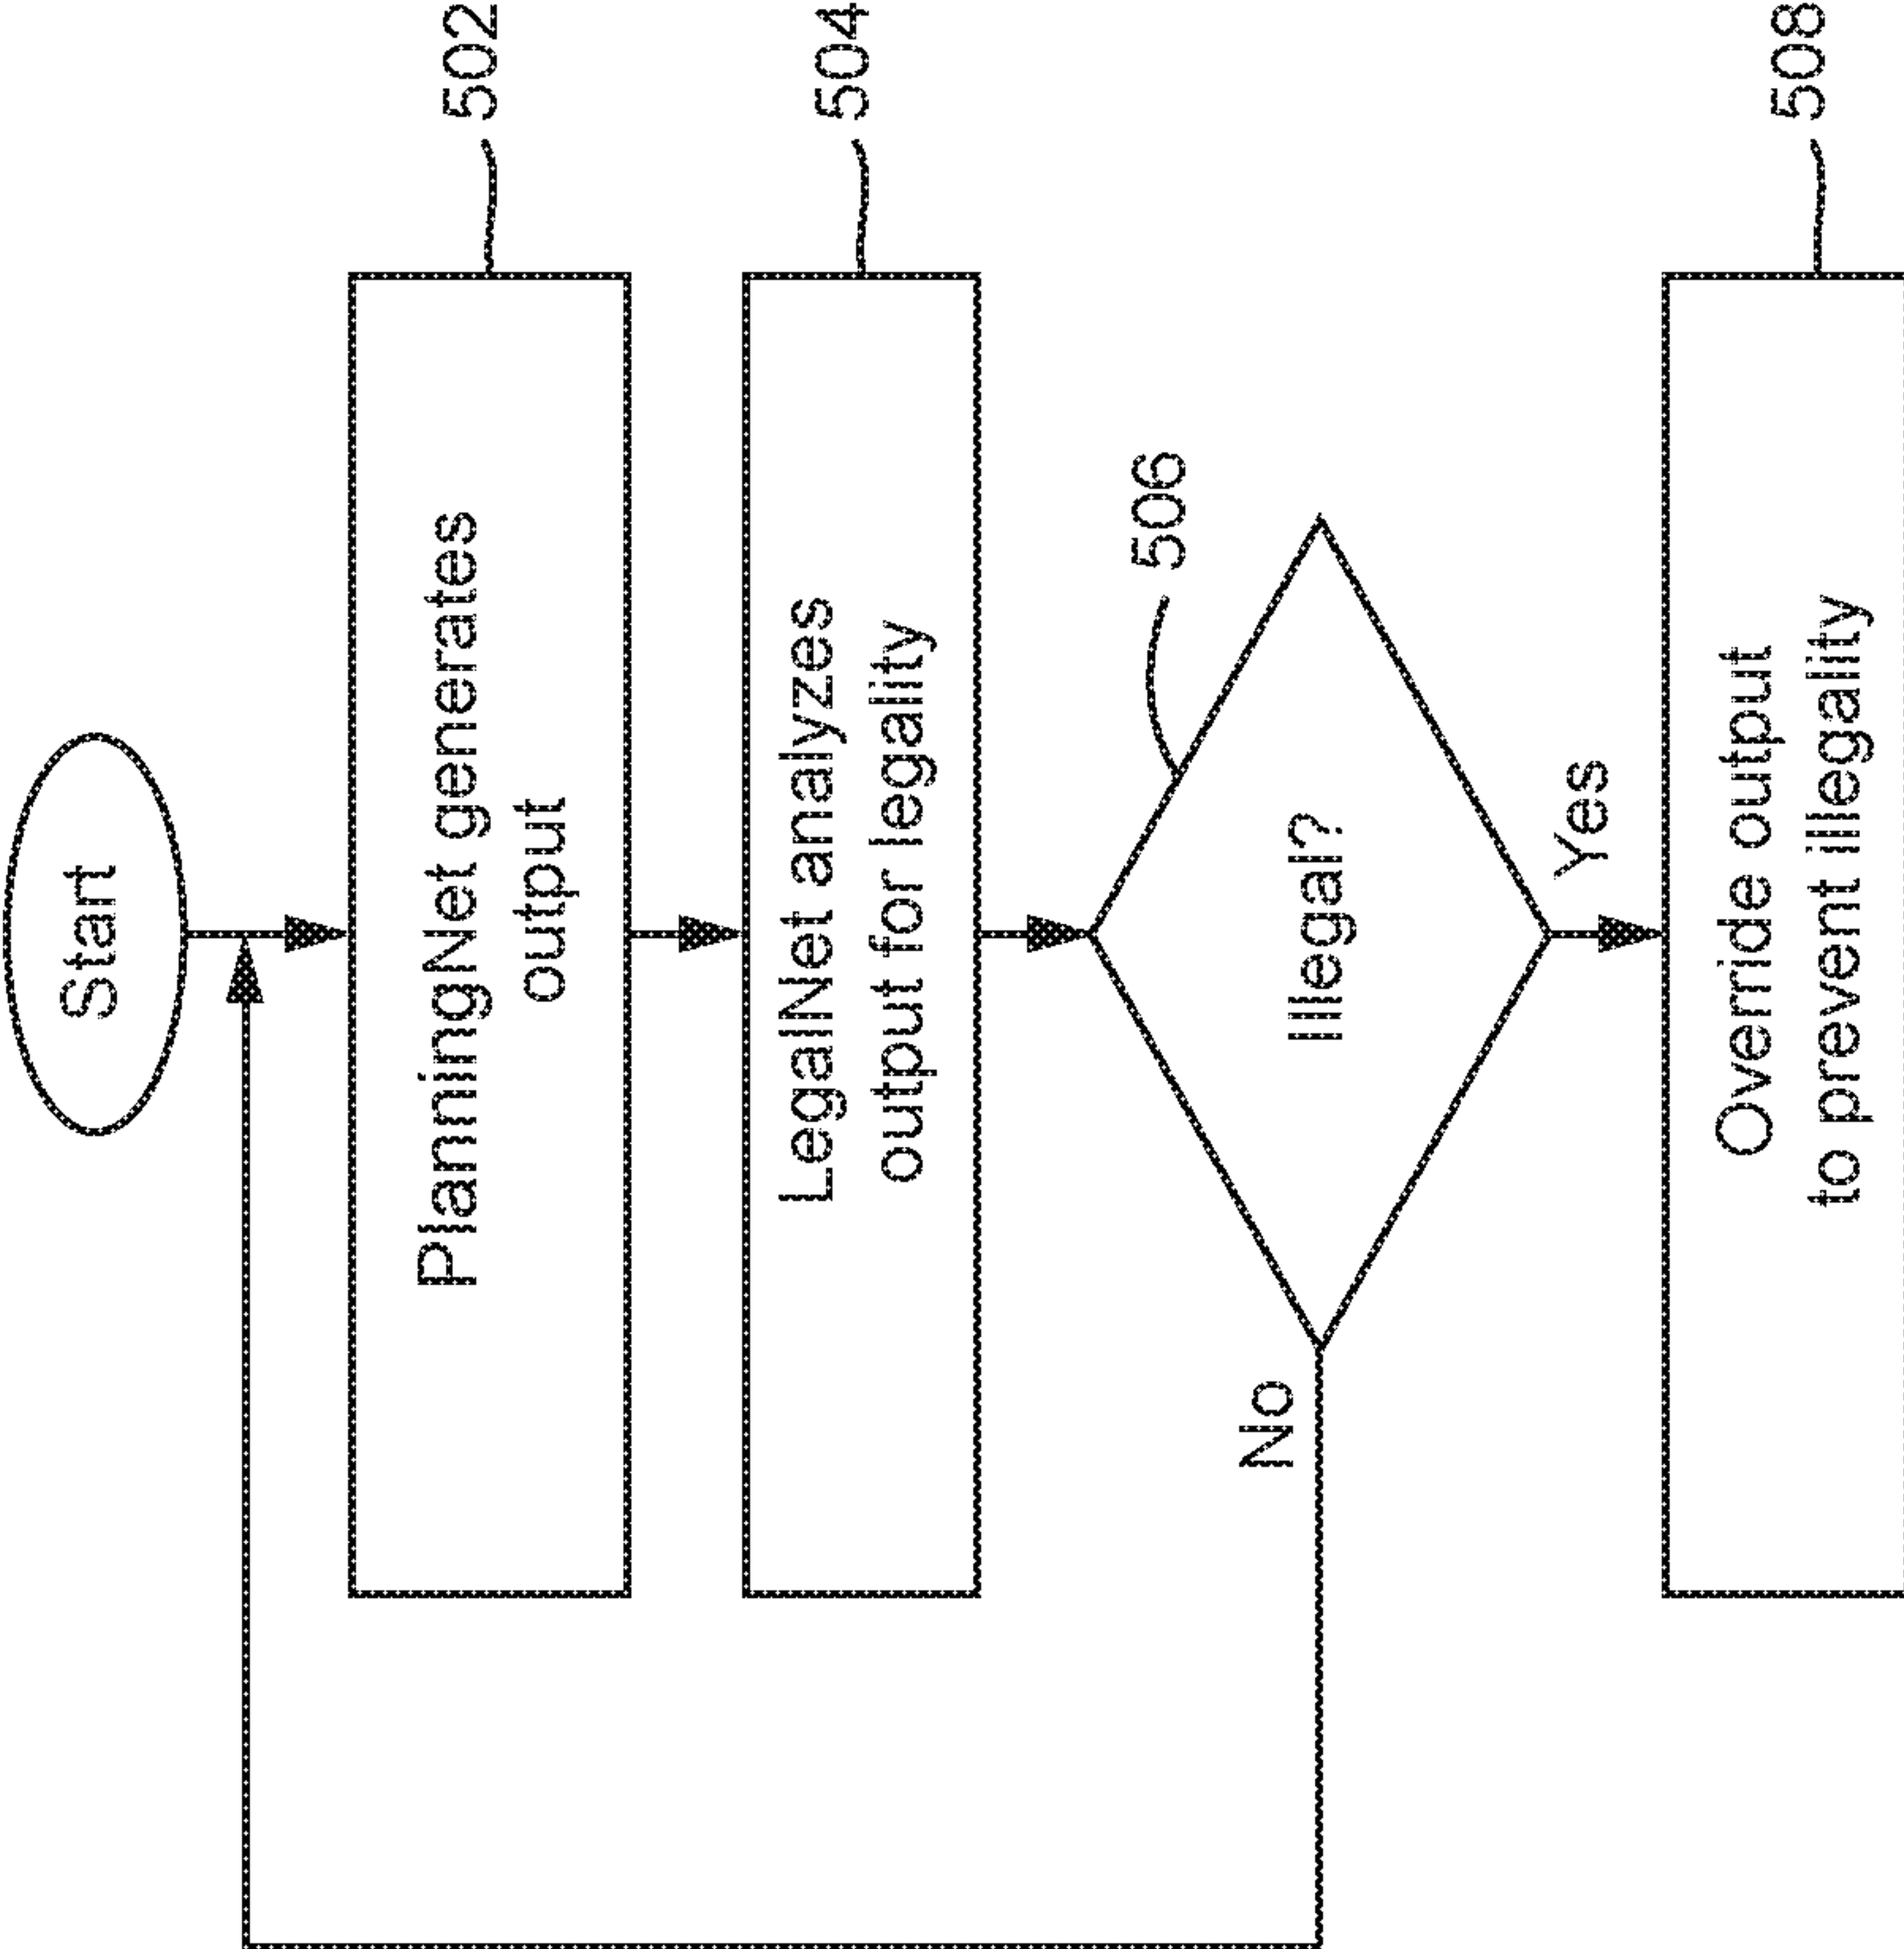 Start
PlanningNet generates
output
502
LegalNet analyzes
output for legality
504
Illegal?
506
No
Yes
Override output
to prevent illegality
508